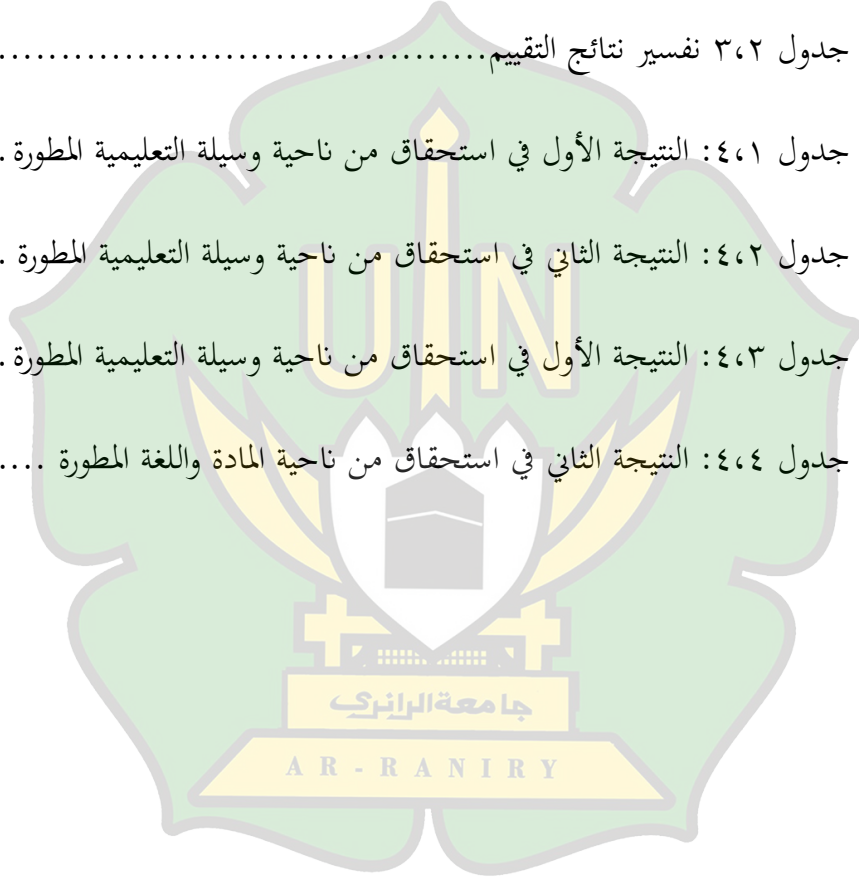 جدول ٣،٢ نفسير نتائج التقييم......................................
جدول ٤،١: النتيجة الأول في استحقاق من ناحية وسيلة التعليمية المطورة .
جدول ٤،٢: النتيجة الثاني في استحقاق من ناحية وسيلة التعليمية المطورة .
جدول ٤،٣: النتيجة الأول في استحقاق من ناحية وسيلة التعليمية المطورة .
جدول ٤،٤: النتيجة الثاني في استحقاق من ناحية المادة واللغة المطورة ....
UIN
جامعة الرانري
AR-RANIRY